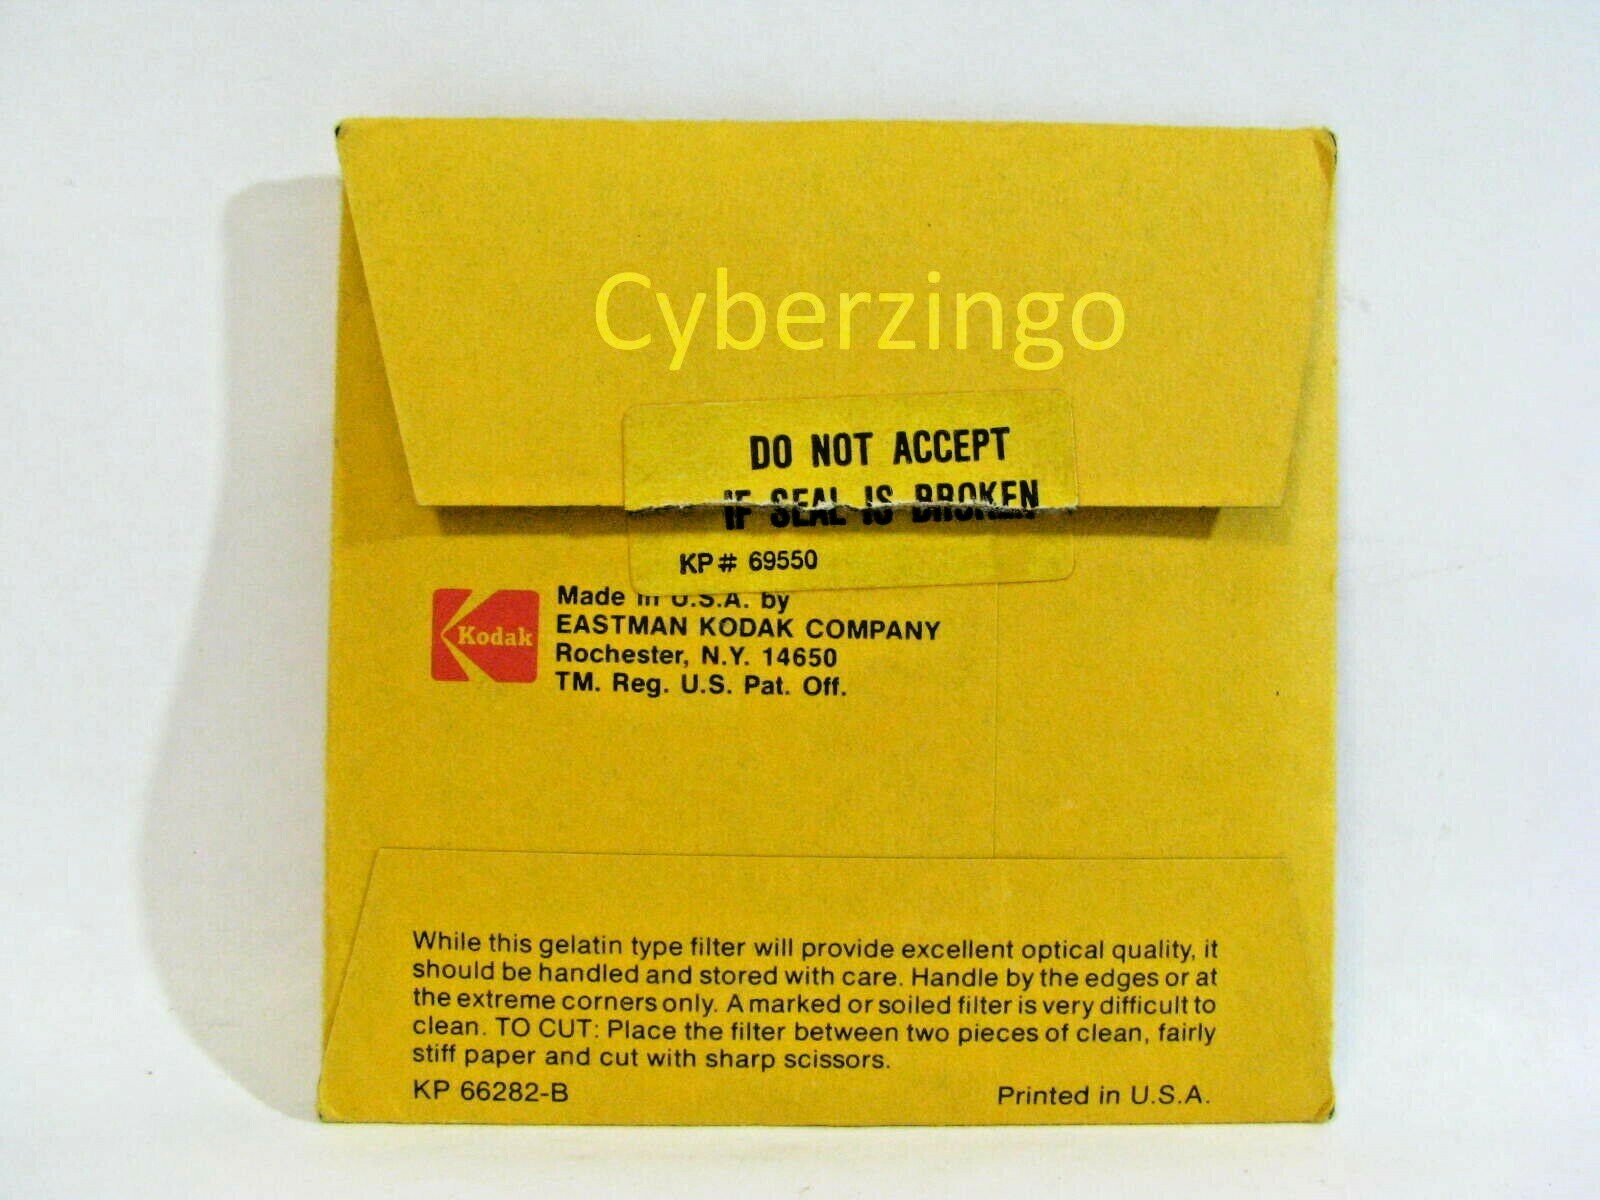 Cyberzingo
DO NOT ACCEPT
IF SEAL IS BROKEN
KP# 69550
Kodak
Made in U.S.A. by
EASTMAN KODAK COMPANY
Rochester, N.Y. 14650
TM. Reg. U.S. Pat. Off.
While this gelatin type filter will provide excellent optical quality, it
should be handled and stored with care. Handle by the edges or at
the extreme corners only. A marked or soiled filter is very difficult to
clean. TO CUT: Place the filter between two pieces of clean, fairly
stiff paper and cut with sharp scissors.
KP 66282-B Printed in U.S.A.